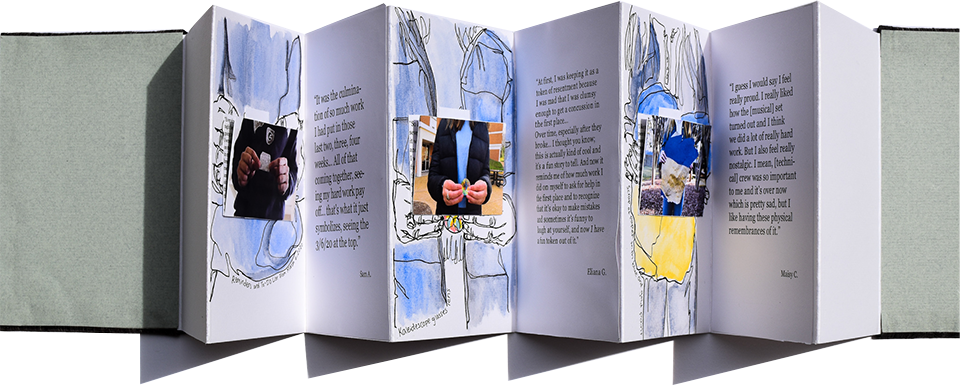 "It was the culmina-
tion of so much work
I had put in those
last two, three, four
weeks... All of that
coming together, see-
ing my hard work pay
off... that's what it just
symbolizes, seeing the
3/6/20 at the top."
Sam A.
Kaleidoscope glasses
"At first, I was keeping it as a
token of resentment because
I was mad that I was clumsy
enough to get a concussion in
the first place...
Over time, especially after they
broke... I thought you know,
this is actually kind of cool and
it's a fun story to tell. And now it
reminds me of how much work I
did on myself to ask for help in
the first place and to recognize
that it's okay to make mistakes
and sometimes it's funny to
laugh at yourself, and now I have
a fun token out of it."
Eliana G.
"I guess I would say I feel
really proud. I really liked
how the [musical] set
turned out and I think
we did a lot of really hard
work. But I also feel really
nostalgic. I mean, [techni-
cal] crew was so important
to me and it's over now
which is pretty sad, but I
like having these physical
remembrances of it."
Maisy C.